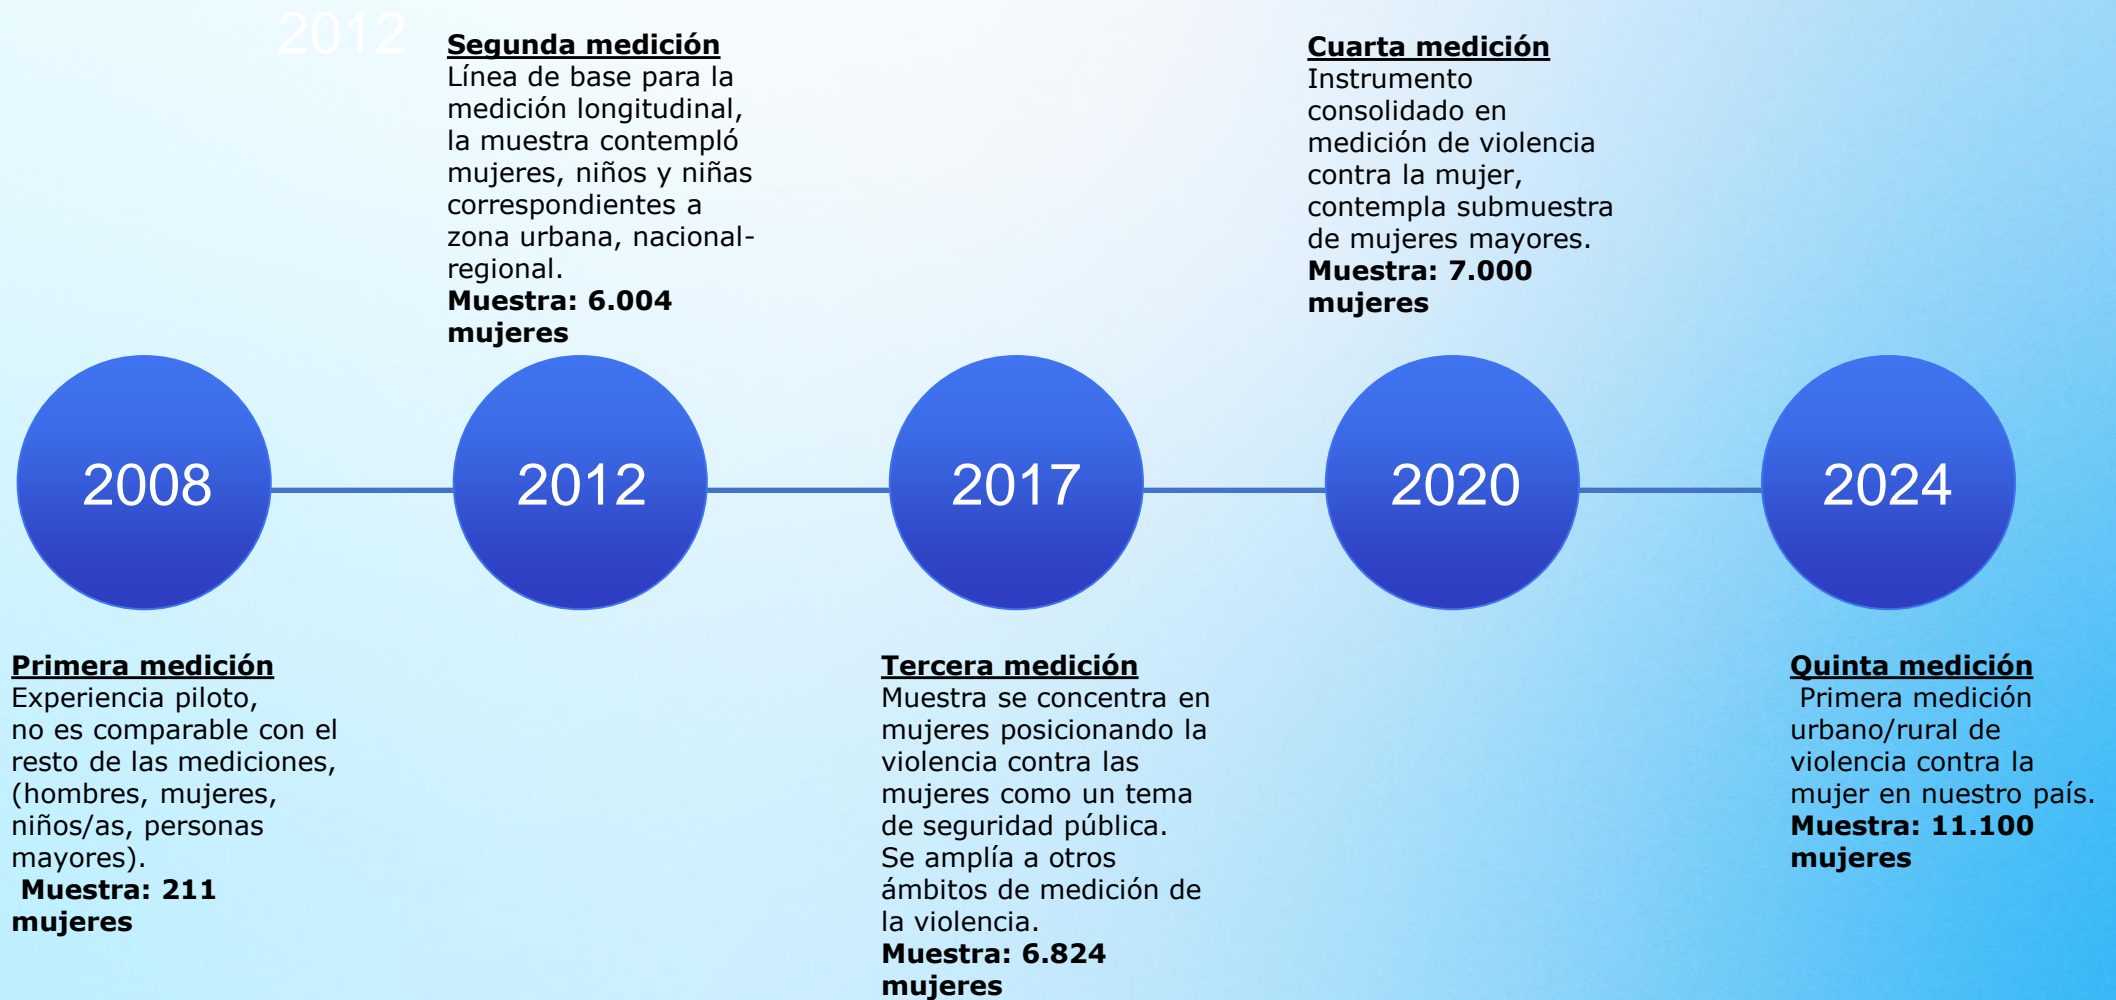 2012
Segunda medición
Línea de base para la
medición longitudinal,
la muestra contempló
mujeres, niños y niñas
correspondientes a
zona urbana, nacional-
regional.
Muestra: 6.004
mujeres
Cuarta medición
Instrumento
consolidado en
medición de violencia
contra la mujer,
contempla submuestra
de mujeres mayores.
Muestra: 7.000
mujeres
2008
2012
2017
2020
2024
Primera medición
Experiencia piloto,
no es comparable con el
resto de las mediciones,
(hombres, mujeres,
niños/as, personas
mayores).
Muestra: 211
mujeres
Tercera medición
Muestra se concentra en
mujeres posicionando la
violencia contra las
mujeres como un tema
de seguridad pública.
Se amplía a otros
ámbitos de medición de
la violencia.
Muestra: 6.824
mujeres
Quinta medición
Primera medición
urbano/rural de
violencia contra la
mujer en nuestro país.
Muestra: 11.100
mujeres